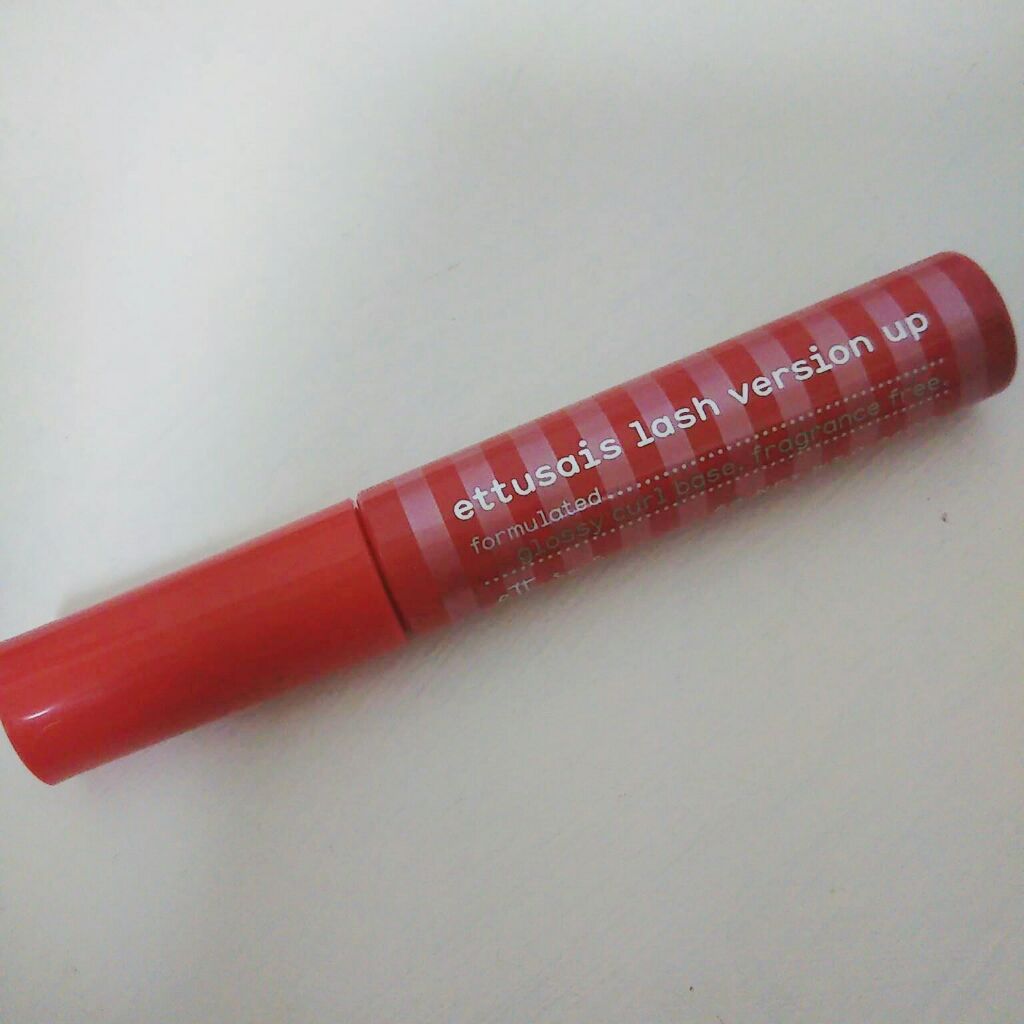 ettusais lash version up
formulated
glossy curl base. fragrance free.